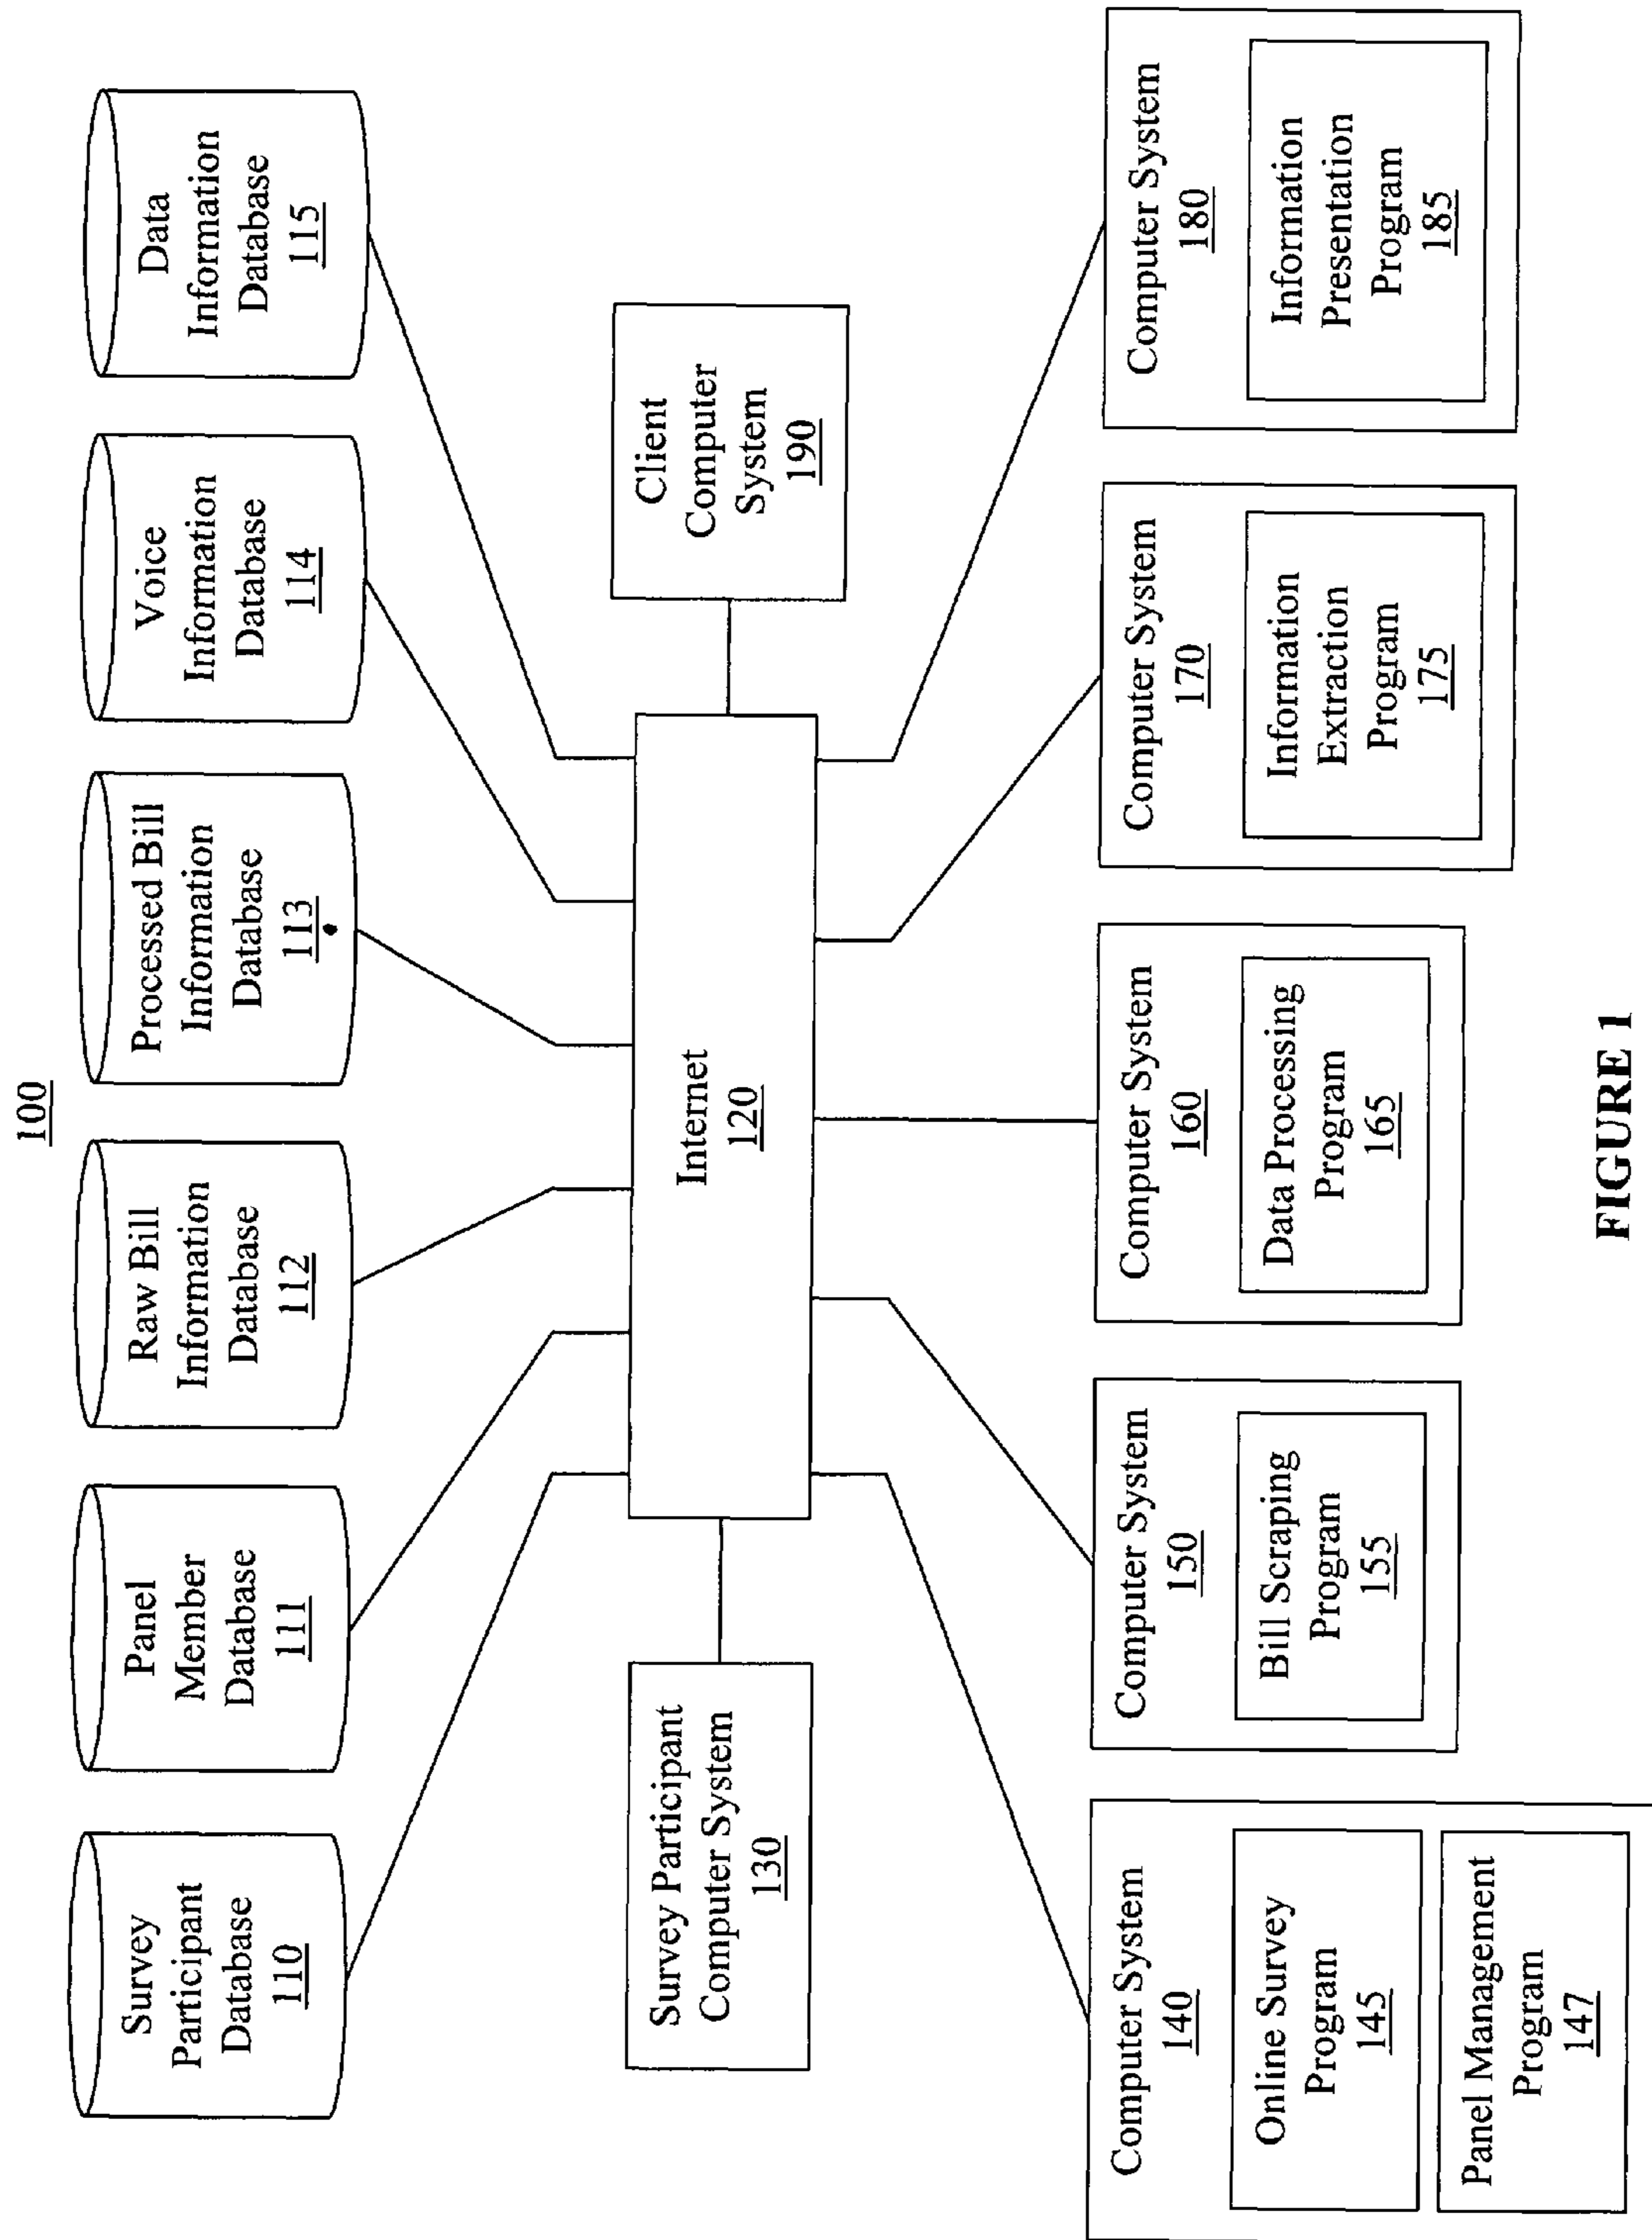 100
Survey
Participant
Database
110
Panel
Member
Database
111
Raw Bill
Information
Database
112
Processed Bill
Information
Database
113
Voice
Information
Database
114
Data
Information
Database
115
Survey Participant
Computer System
130
Internet
120
Client
Computer
System
190
Computer System
140
Online Survey
Program
145
Panel Management
Program
147
Computer System
150
Bill Scraping
Program
155
Computer System
160
Data Processing
Program
165
Computer System
170
Information
Extraction
Program
175
Computer System
180
Information
Presentation
Program
185
FIGURE 1